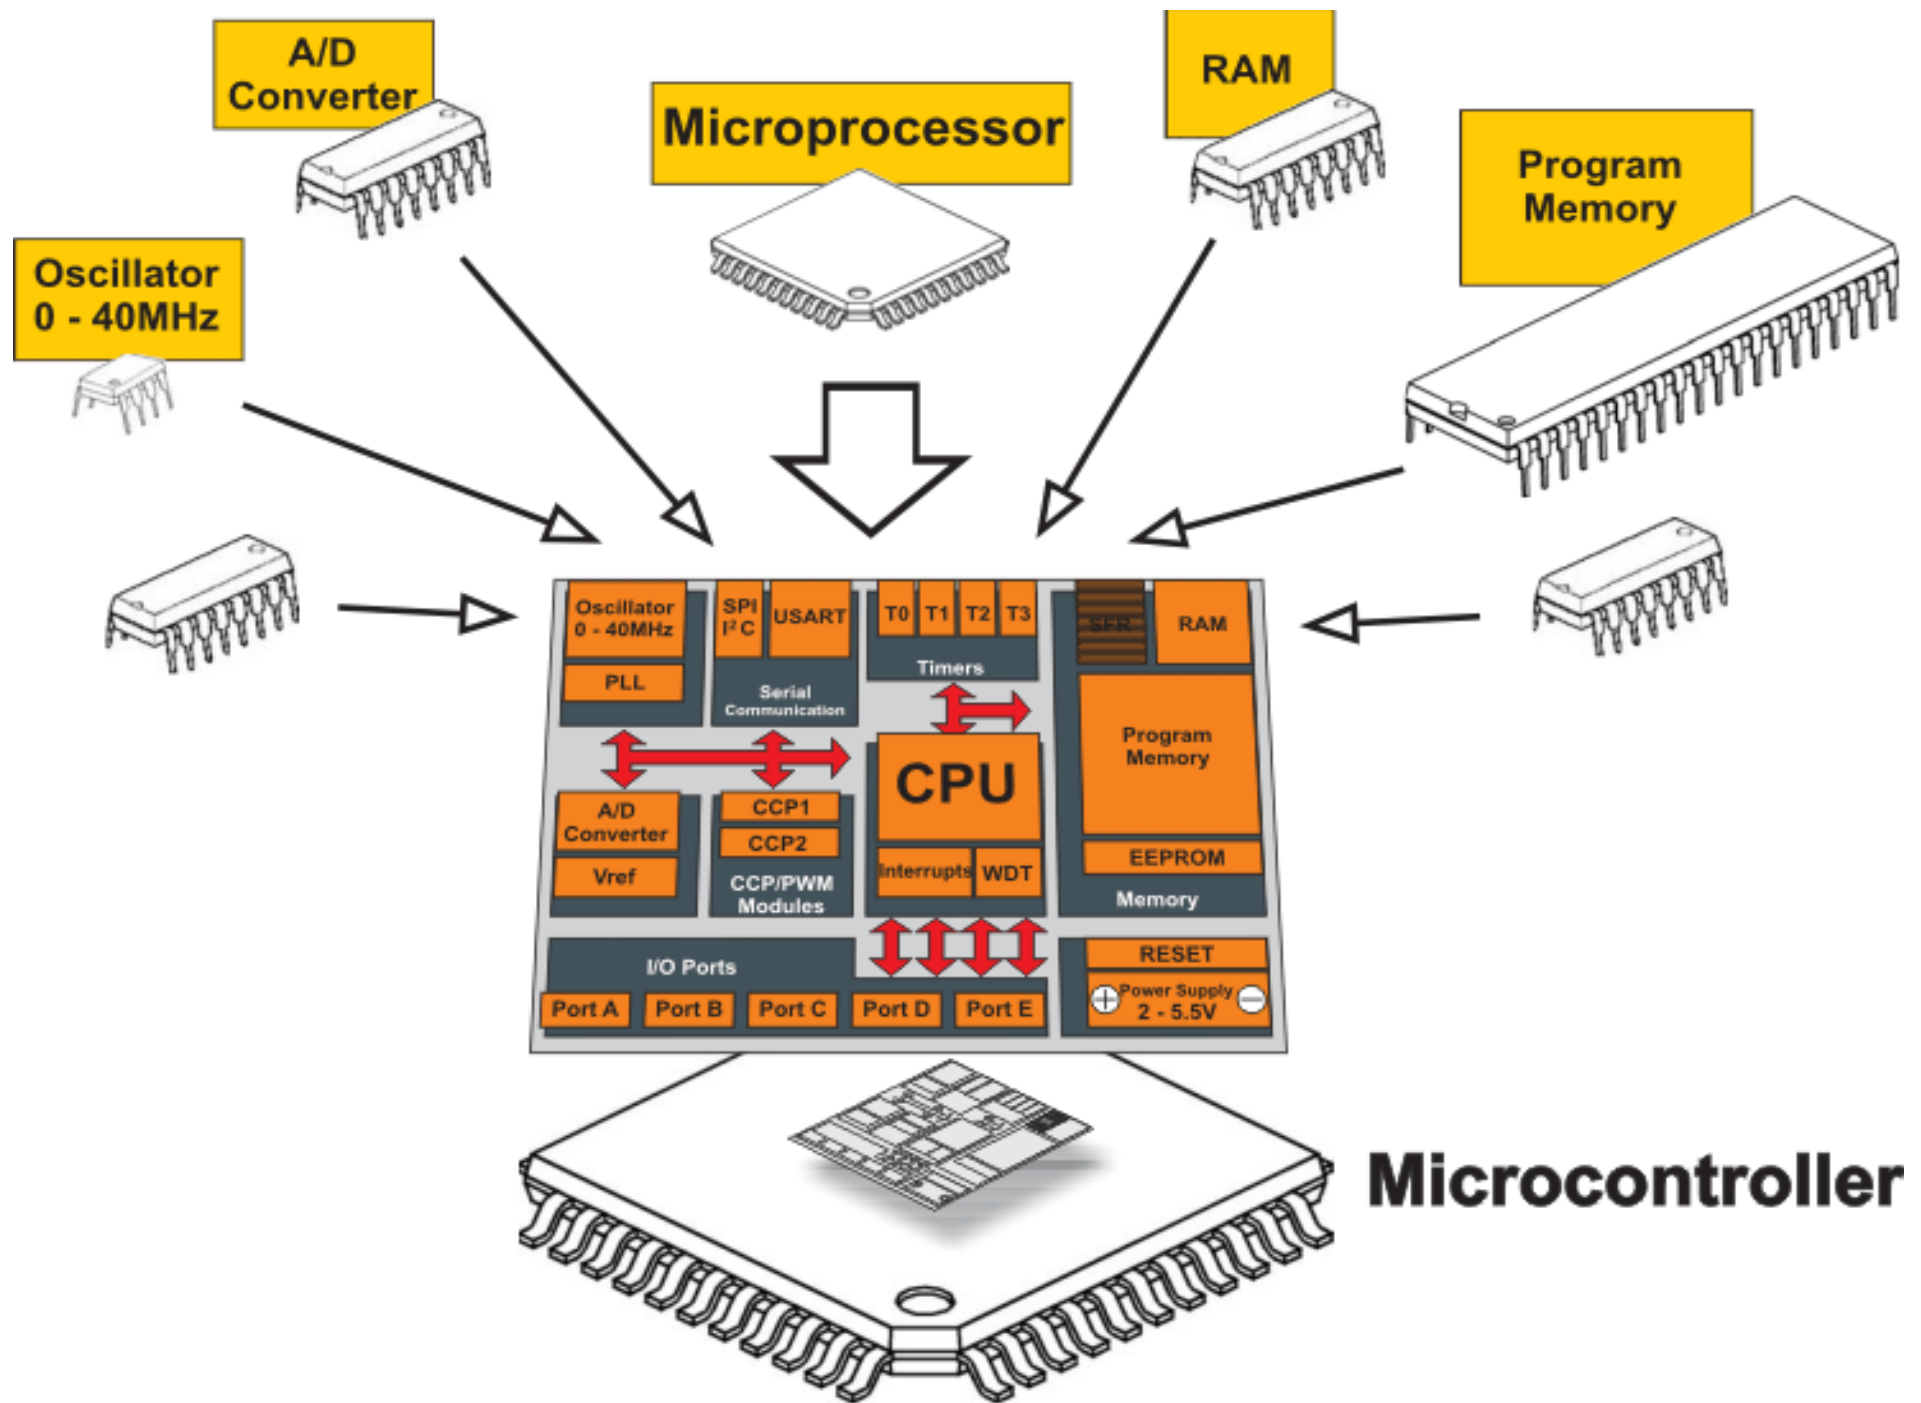 A/D
Converter
Microprocessor
RAM
Program
Memory
Oscillator
0 - 40MHz
Oscillator
0 - 40MHz
PLL
SPI
I² C
USART
Serial
Communication
T0
T1
T2
T3
Timers
SFR
RAM
Program
Memory
EEPROM
Memory
A/D
Converter
Vref
CCP1
CCP2
CCP/PWM
Modules
CPU
Interrupts
WDT
I/O Ports
Port A
Port B
Port C
Port D
Port E
RESET
Power Supply
2 - 5.5V
+
−
Microcontroller